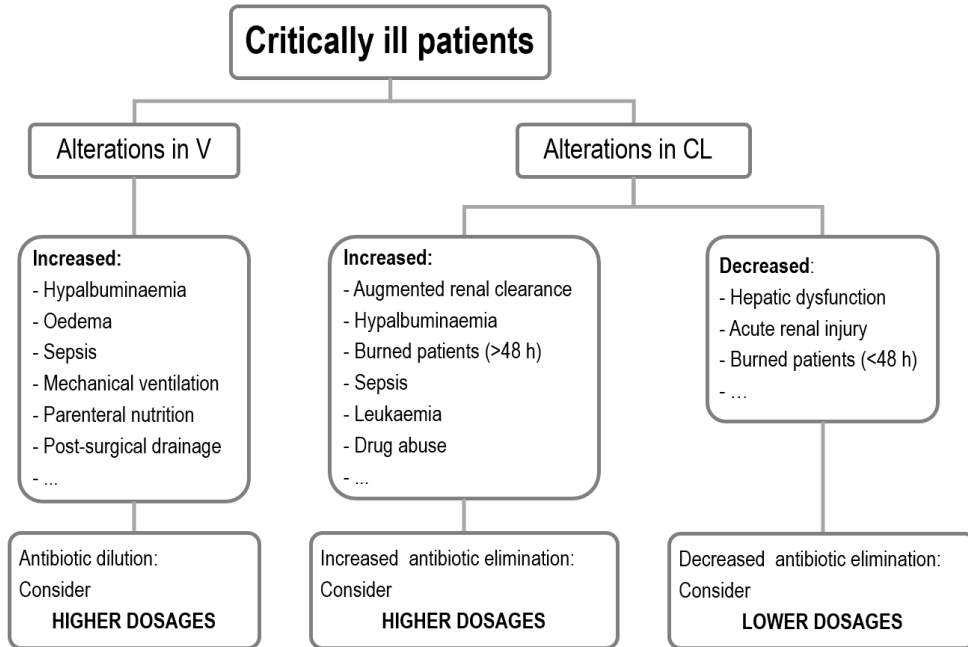 Critically ill patients
Alterations in V
Alterations in CL
Increased:
- Hypalbuminaemia
- Oedema
- Sepsis
- Mechanical ventilation
- Parenteral nutrition
- Post-surgical drainage
- ...
Increased:
- Augmented renal clearance
- Hypalbuminaemia
- Burned patients (>48 h)
- Sepsis
- Leukaemia
- Drug abuse
- ...
Decreased:
- Hepatic dysfunction
- Acute renal injury
- Burned patients (<48 h)
- ...
Antibiotic dilution:
Consider
HIGHER DOSAGES
Increased antibiotic elimination:
Consider
HIGHER DOSAGES
Decreased antibiotic elimination:
Consider
LOWER DOSAGES